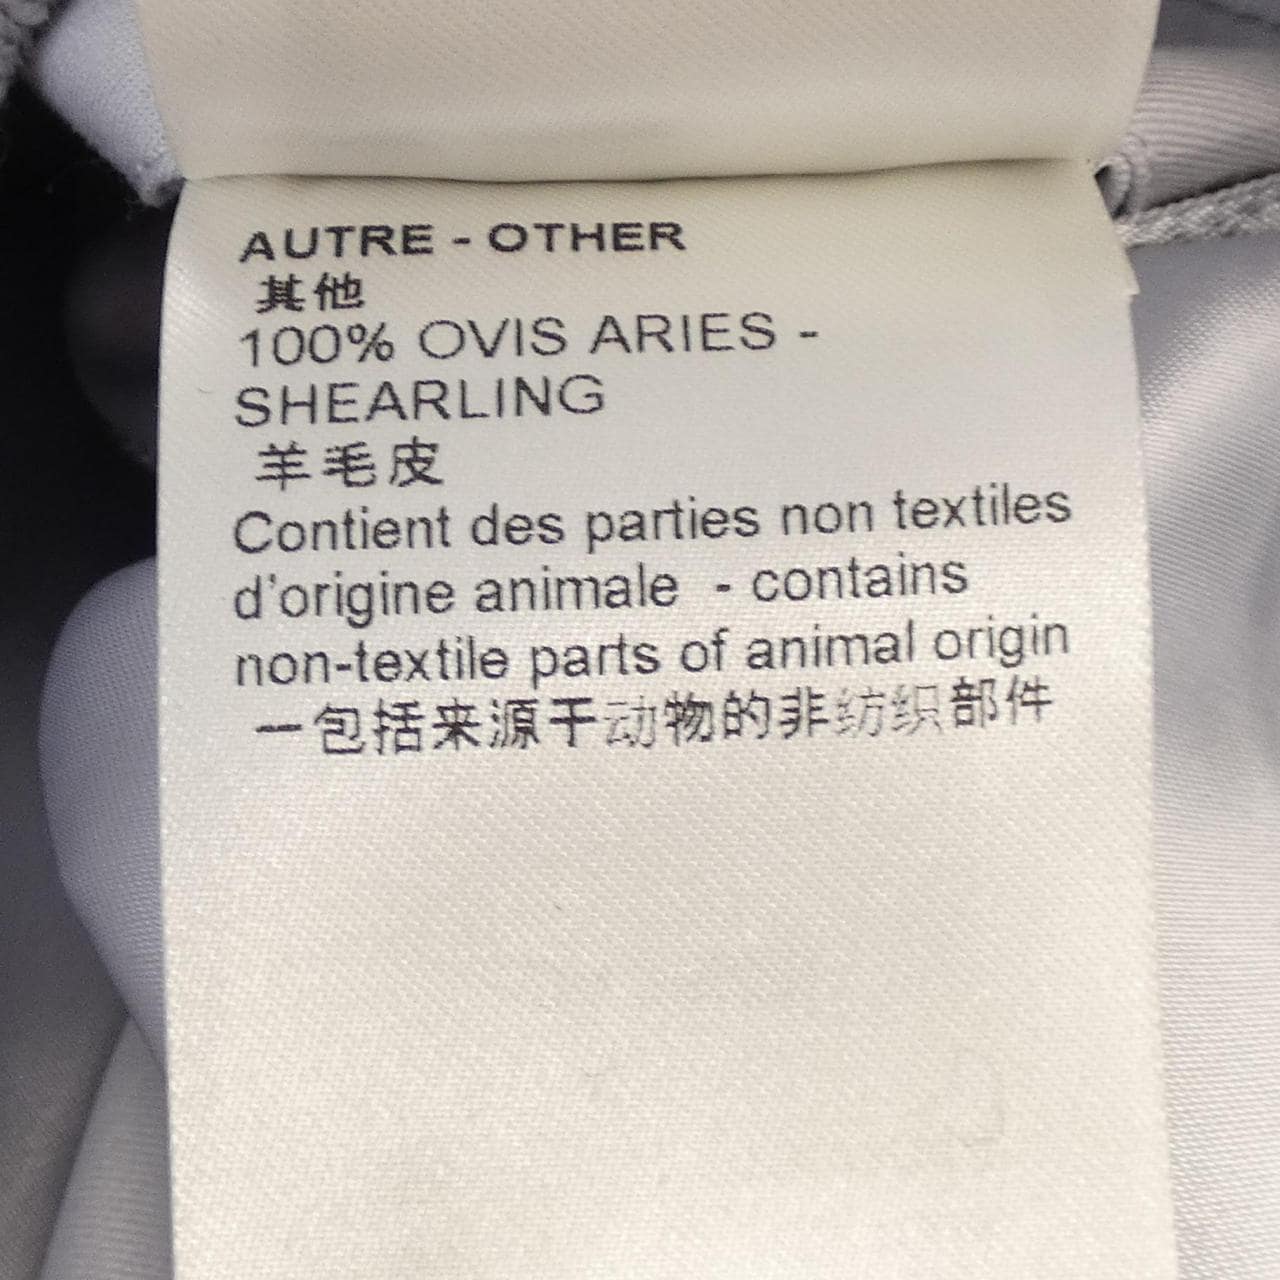 AUTRE - OTHER
其他
100% OVIS ARIES -
SHEARLING
羊毛皮
Contient des parties non textiles
d'origine animale - contains
non-textile parts of animal origin
一包括来源于动物的非纺织部件